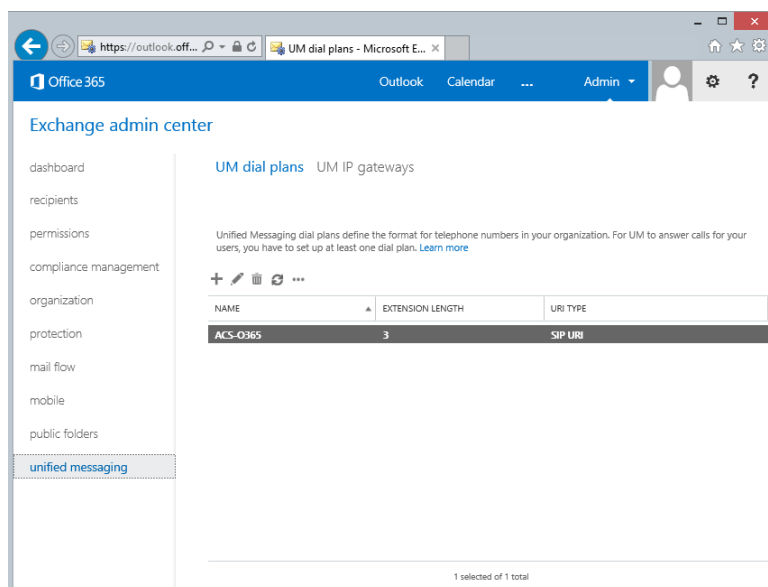 https://outlook.off...
UM dial plans - Microsoft E...
Office 365
Outlook Calendar ... Admin
?
Exchange admin center
dashboard
recipients
permissions
compliance management
organization
protection
mail flow
mobile
public folders
unified messaging
UM dial plans UM IP gateways
Unified Messaging dial plans define the format for telephone numbers in your organization. For UM to answer calls for your
users, you have to set up at least one dial plan. Learn more
NAME EXTENSION LENGTH URI TYPE
ACS-O365 3 SIP URI
1 selected of 1 total